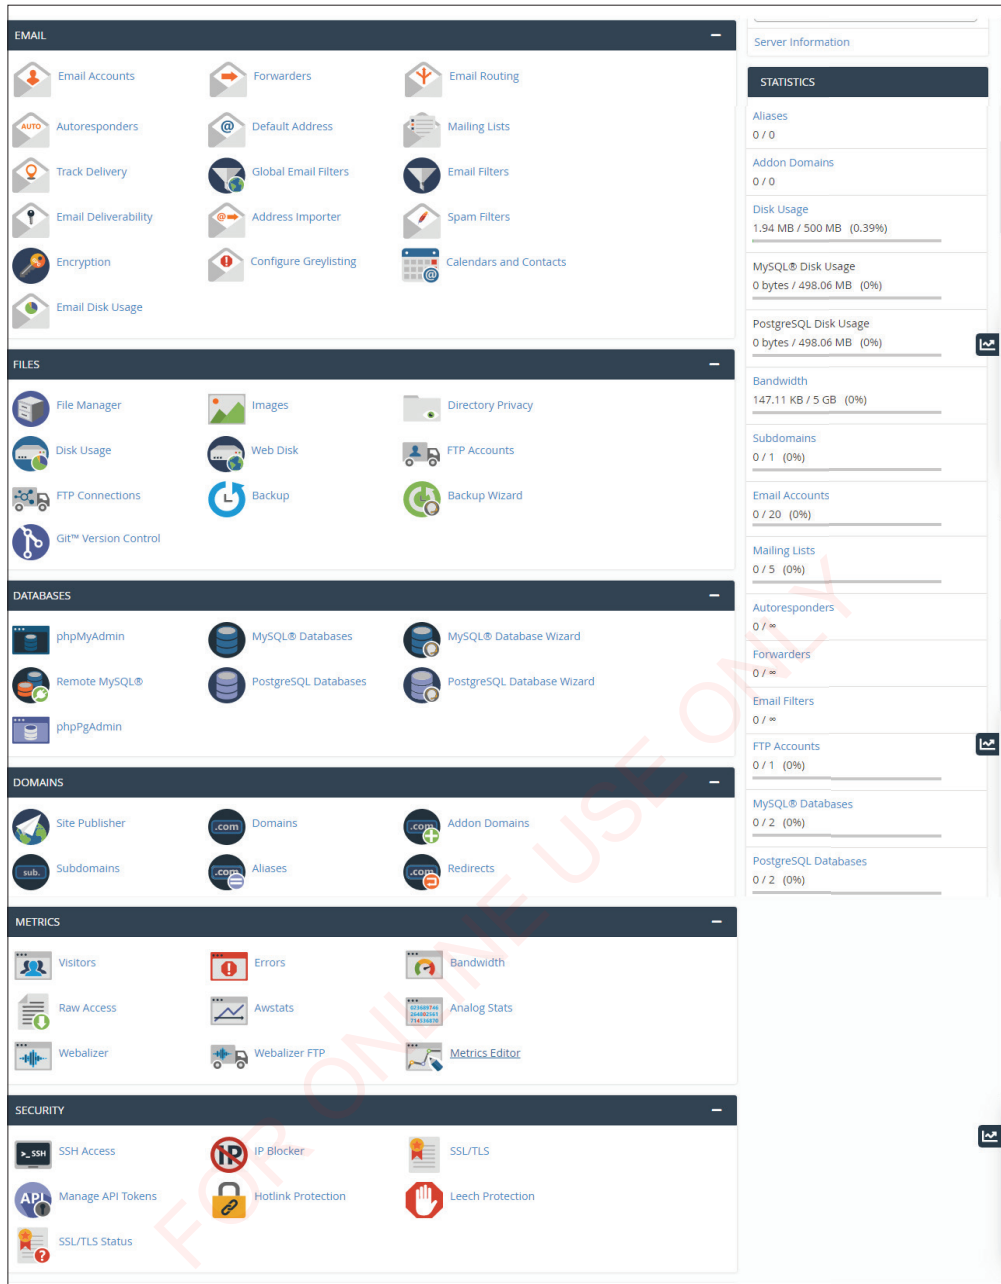 EMAIL
Email Accounts
Forwarders
Email Routing
AUTO
Autoresponders
@
Default Address
Mailing Lists
Track Delivery
Global Email Filters
Email Filters
Email Deliverability
@
Address Importer
Spam Filters
Encryption
Configure Greylisting
@
Calendars and Contacts
Email Disk Usage
FILES
File Manager
Images
Directory Privacy
Disk Usage
Web Disk
FTP Accounts
FTP Connections
Backup
Backup Wizard
Git™ Version Control
DATABASES
phpMyAdmin
MySQL® Databases
MySQL® Database Wizard
Remote MySQL®
PostgreSQL Databases
PostgreSQL Database Wizard
phpPgAdmin
DOMAINS
Site Publisher
.com
Domains
.com
Addon Domains
sub.
Subdomains
.com
Aliases
.com
Redirects
METRICS
Visitors
Errors
Bandwidth
Raw Access
Awstats
Analog Stats
Webalizer
Webalizer FTP
Metrics Editor
SECURITY
>_SSH
SSH Access
IP
IP Blocker
SSL/TLS
API
Manage API Tokens
Hotlink Protection
Leech Protection
SSL/TLS Status
Server Information
STATISTICS
Aliases
0 / 0
Addon Domains
0 / 0
Disk Usage
1.94 MB / 500 MB (0.39%)
MySQL® Disk Usage
0 bytes / 498.06 MB (0%)
PostgreSQL Disk Usage
0 bytes / 498.06 MB (0%)
Bandwidth
147.11 KB / 5 GB (0%)
Subdomains
0 / 1 (0%)
Email Accounts
0 / 20 (0%)
Mailing Lists
0 / 5 (0%)
Autoresponders
0 / ∞
Forwarders
0 / ∞
Email Filters
0 / ∞
FTP Accounts
0 / 1 (0%)
MySQL® Databases
0 / 2 (0%)
PostgreSQL Databases
0 / 2 (0%)
FOR ONLINE USE ONLY